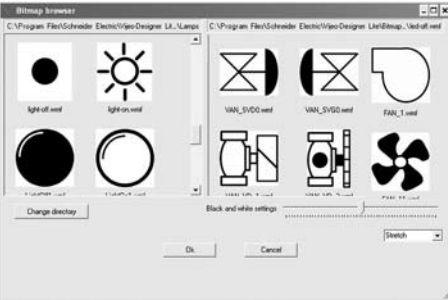 Bitmap browser
C:\Program Files\Schneider Electric\Vijeo-Designer Lit...\Lamps
C:\Program Files\Schneider Electric\Vijeo-Designer Lite\Bitmap...\led-off.wmf
light-off.wmf
light-on.wmf
VAN_SVD0.wmf
VAN_SVG0.wmf
FAN_1.wmf
Change directory
Black and white settings
Stretch
Ok
Cancel